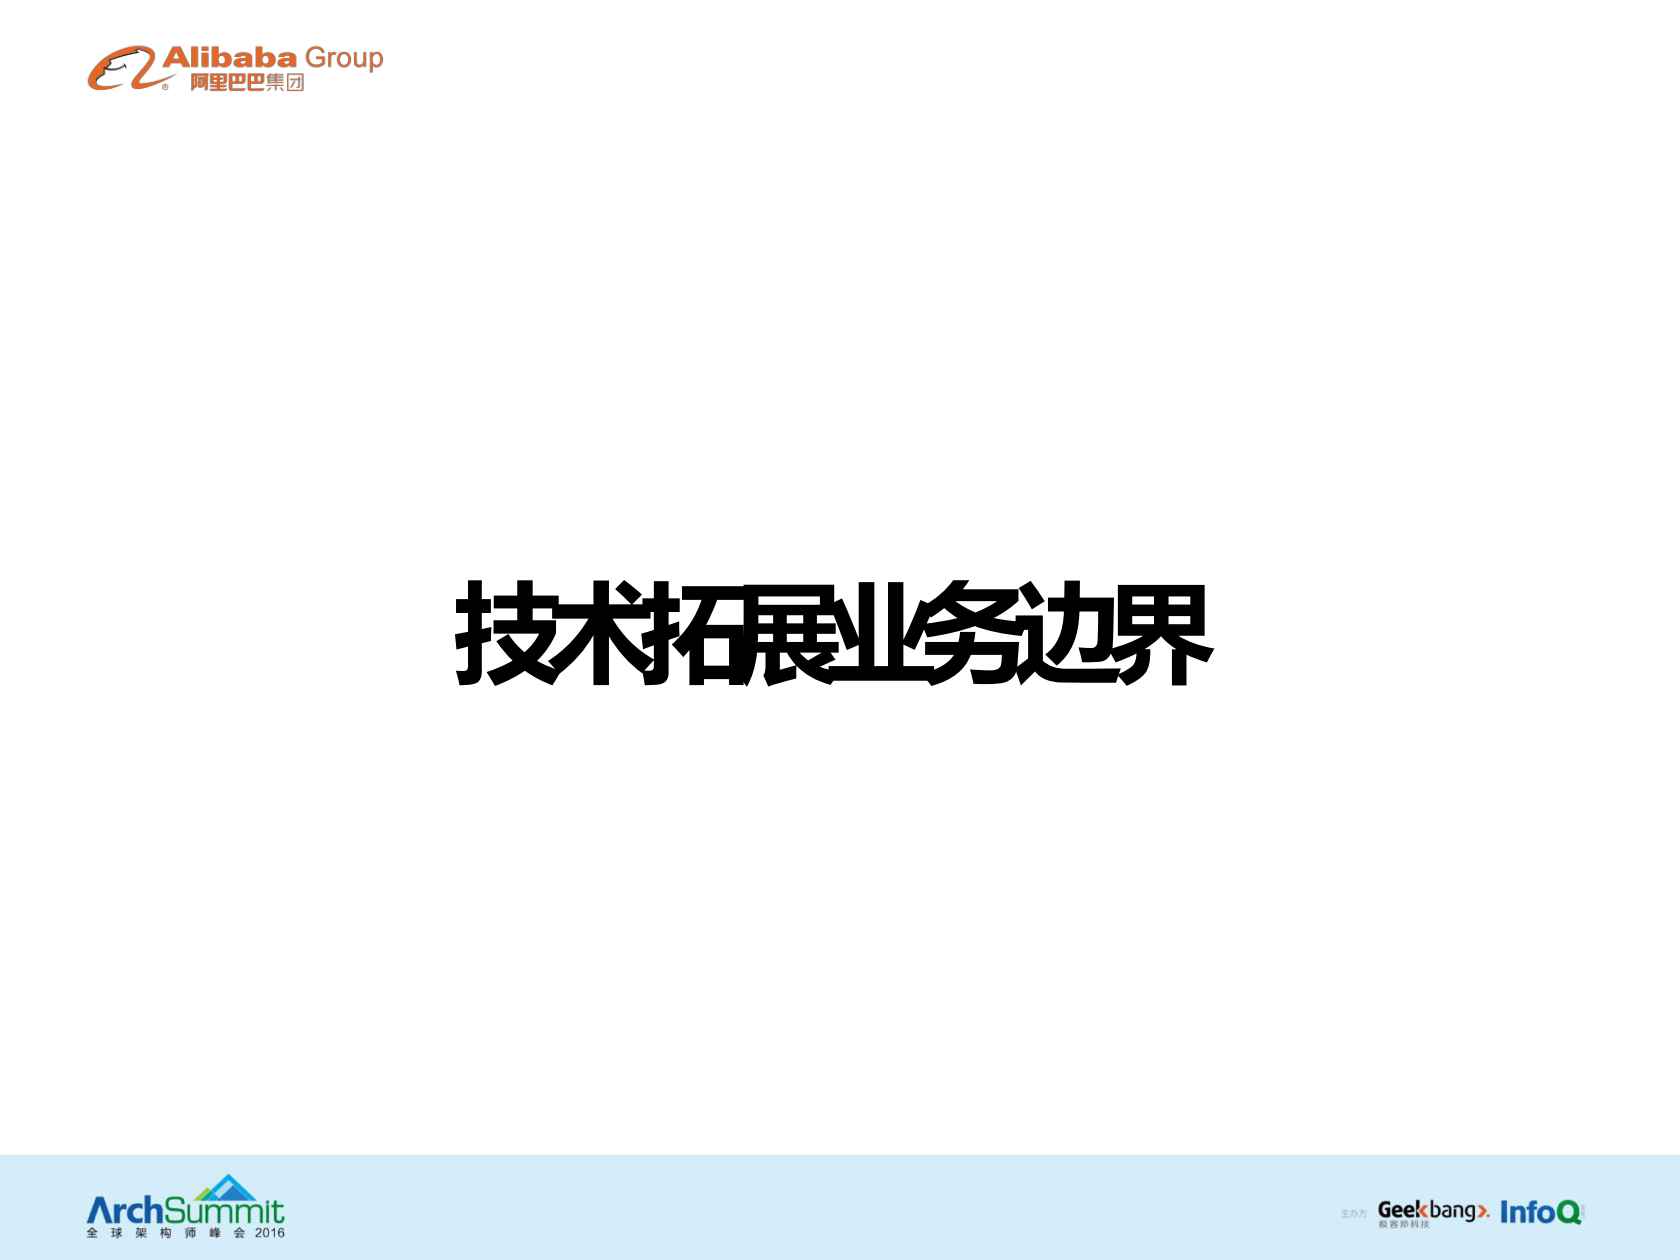 Alibaba Group
阿里巴巴集团
技术拓展业务边界
ArchSummit
全球架构师峰会 2016
主办方 Geekbang>. InfoQ
极客邦科技